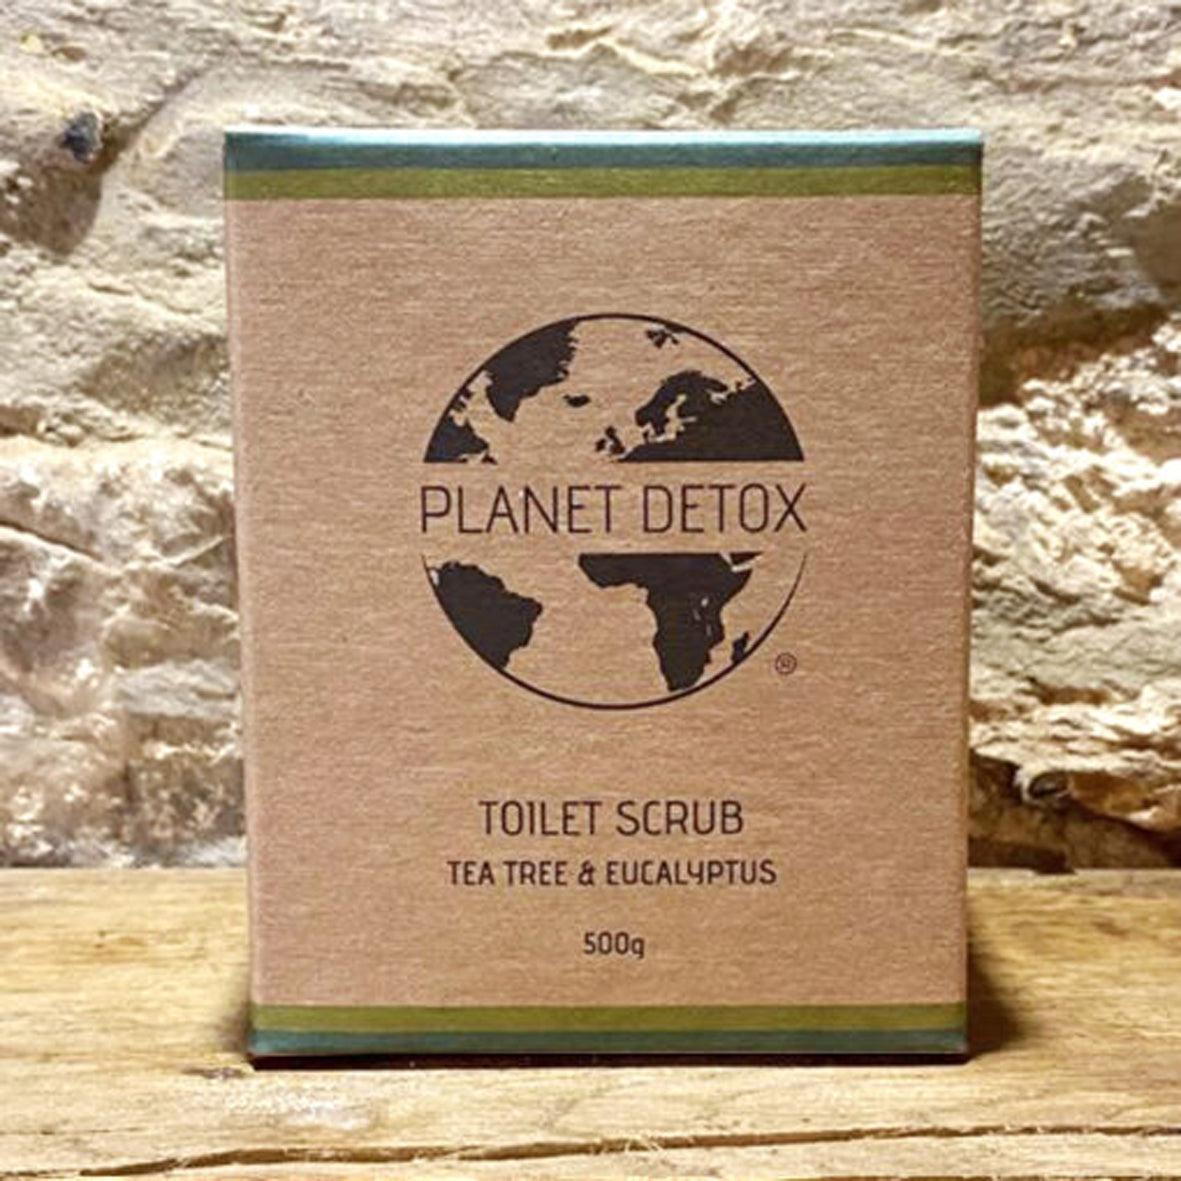 PLANET DETOX
®
TOILET SCRUB
TEA TREE & EUCALYPTUS
500g